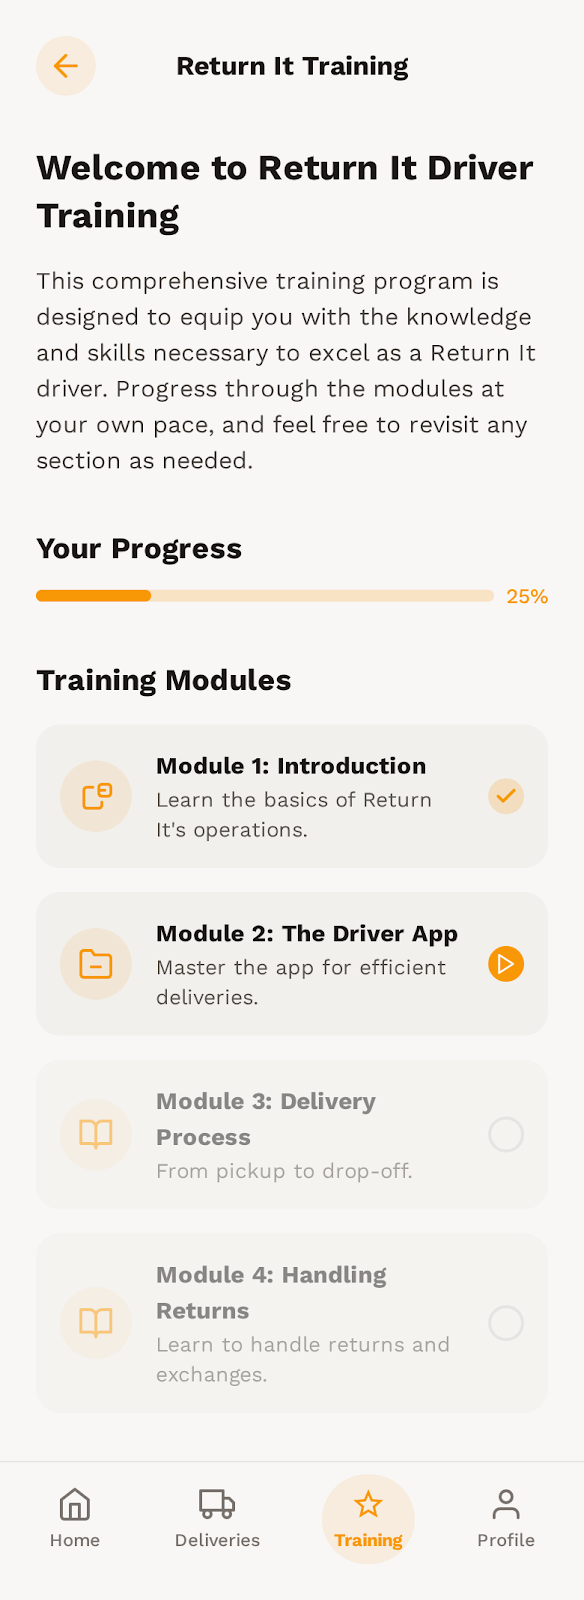 Return It Training
Welcome to Return It Driver
Training
This comprehensive training program is
designed to equip you with the knowledge
and skills necessary to excel as a Return It
driver. Progress through the modules at
your own pace, and feel free to revisit any
section as needed.
Your Progress
25%
Training Modules
Module 1: Introduction
Learn the basics of Return
It's operations.
Module 2: The Driver App
Master the app for efficient
deliveries.
Module 3: Delivery
Process
From pickup to drop-off.
Module 4: Handling
Returns
Learn to handle returns and
exchanges.
Home
Deliveries
Training
Profile